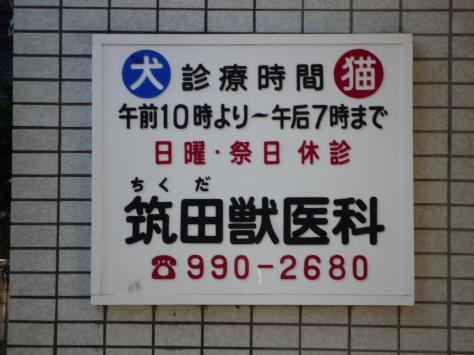 犬 診療時間 猫
午前10時より〜午后7時まで
日曜・祭日 休診
ちくだ
筑田獣医科
☎990-2680